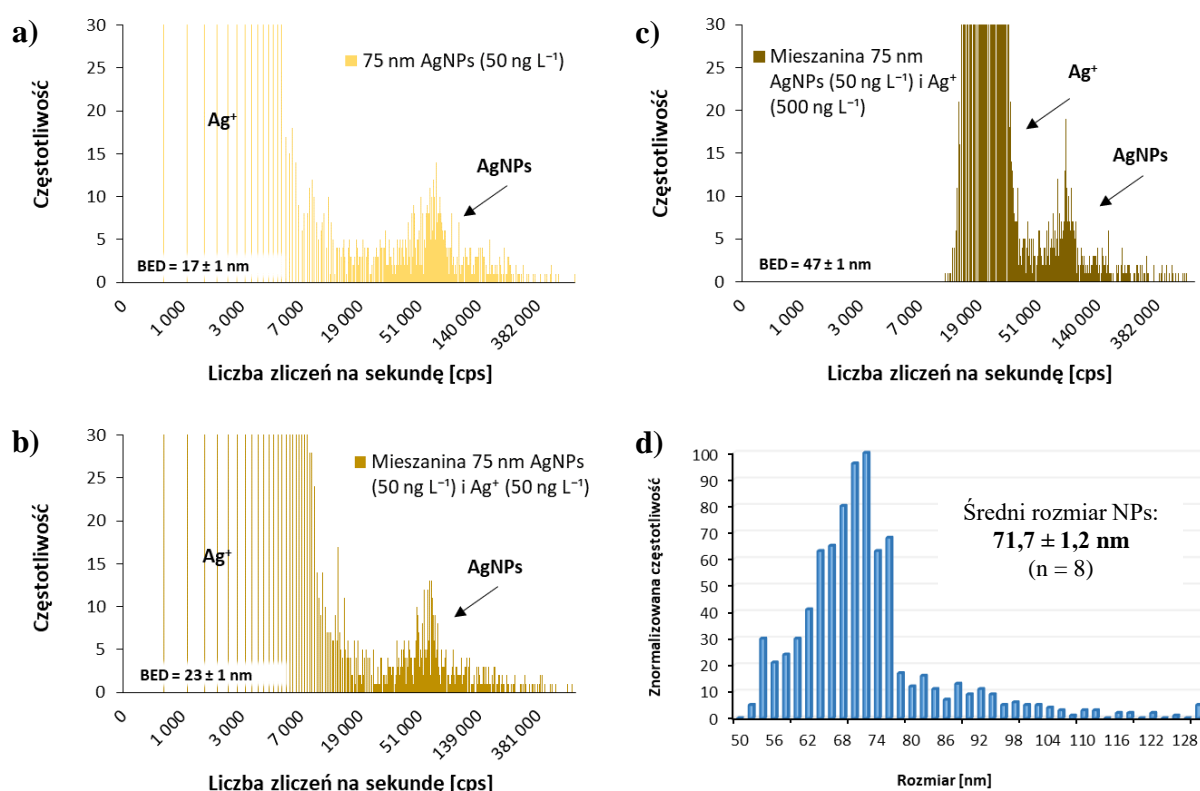 a)
30
25
20
15
10
5
0
Częstotliwość
75 nm AgNPs (50 ng L⁻¹)
Ag⁺
AgNPs
BED = 17 ± 1 nm
0
1 000
3 000
7 000
19 000
51 000
140 000
382 000
Liczba zliczeń na sekundę [cps]
c)
30
25
20
15
10
5
0
Częstotliwość
Mieszanina 75 nm
AgNPs (50 ng L⁻¹) i Ag⁺
(500 ng L⁻¹)
Ag⁺
AgNPs
BED = 47 ± 1 nm
0
1 000
3 000
7 000
19 000
51 000
140 000
382 000
Liczba zliczeń na sekundę [cps]
b)
30
25
20
15
10
5
0
Częstotliwość
Mieszanina 75 nm AgNPs
(50 ng L⁻¹) i Ag⁺ (50 ng L⁻¹)
Ag⁺
AgNPs
BED = 23 ± 1 nm
0
1 000
3 000
7 000
19 000
51 000
139 000
381 000
Liczba zliczeń na sekundę [cps]
d)
100
90
80
70
60
50
40
30
20
10
0
Znormalizowana częstotliwość
Średni rozmiar NPs:
71,7 ± 1,2 nm
(n = 8)
50 56 62 68 74 80 86 92 98 104 110 116 122 128
Rozmiar [nm]